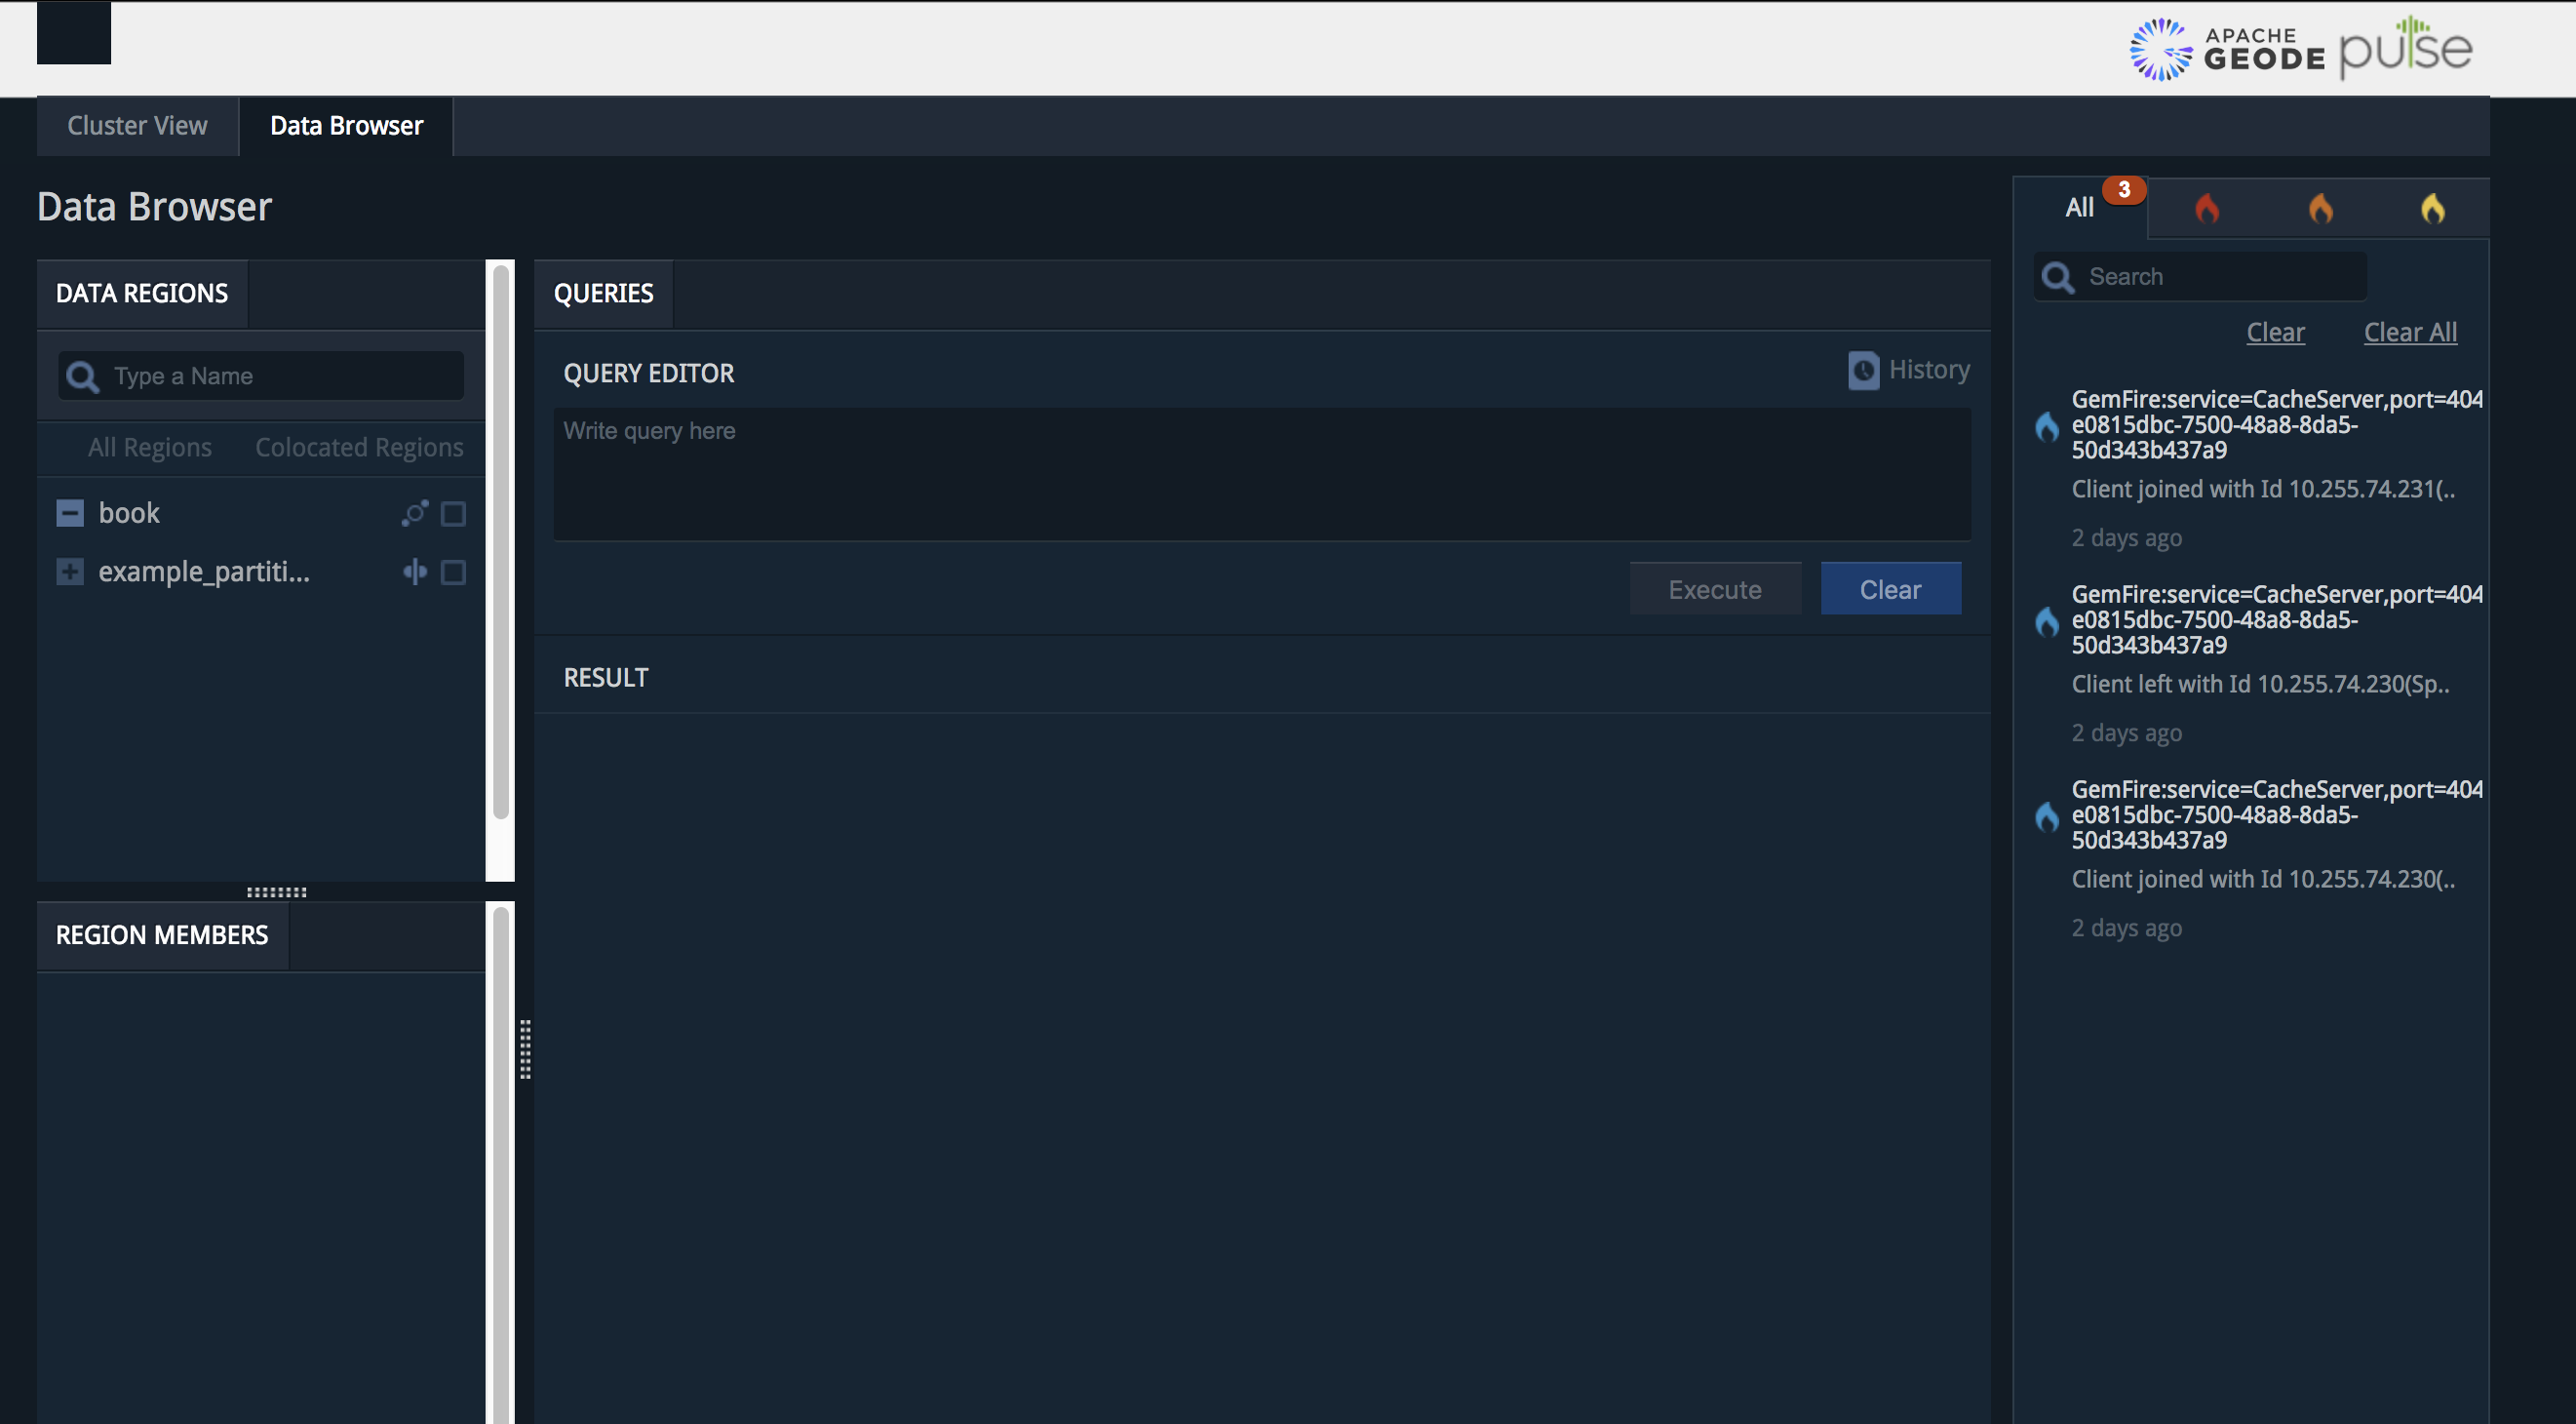 APACHE
GEODE
pulse
Cluster View
Data Browser
Data Browser
DATA REGIONS
Type a Name
All Regions
Colocated Regions
book
example_partiti...
REGION MEMBERS
QUERIES
QUERY EDITOR
History
Write query here
Execute
Clear
RESULT
All
3
Search
Clear
Clear All
GemFire:service=CacheServer,port=404
e0815dbc-7500-48a8-8da5-
50d343b437a9
Client joined with Id 10.255.74.231(..
2 days ago
GemFire:service=CacheServer,port=404
e0815dbc-7500-48a8-8da5-
50d343b437a9
Client left with Id 10.255.74.230(Sp..
2 days ago
GemFire:service=CacheServer,port=404
e0815dbc-7500-48a8-8da5-
50d343b437a9
Client joined with Id 10.255.74.230(..
2 days ago